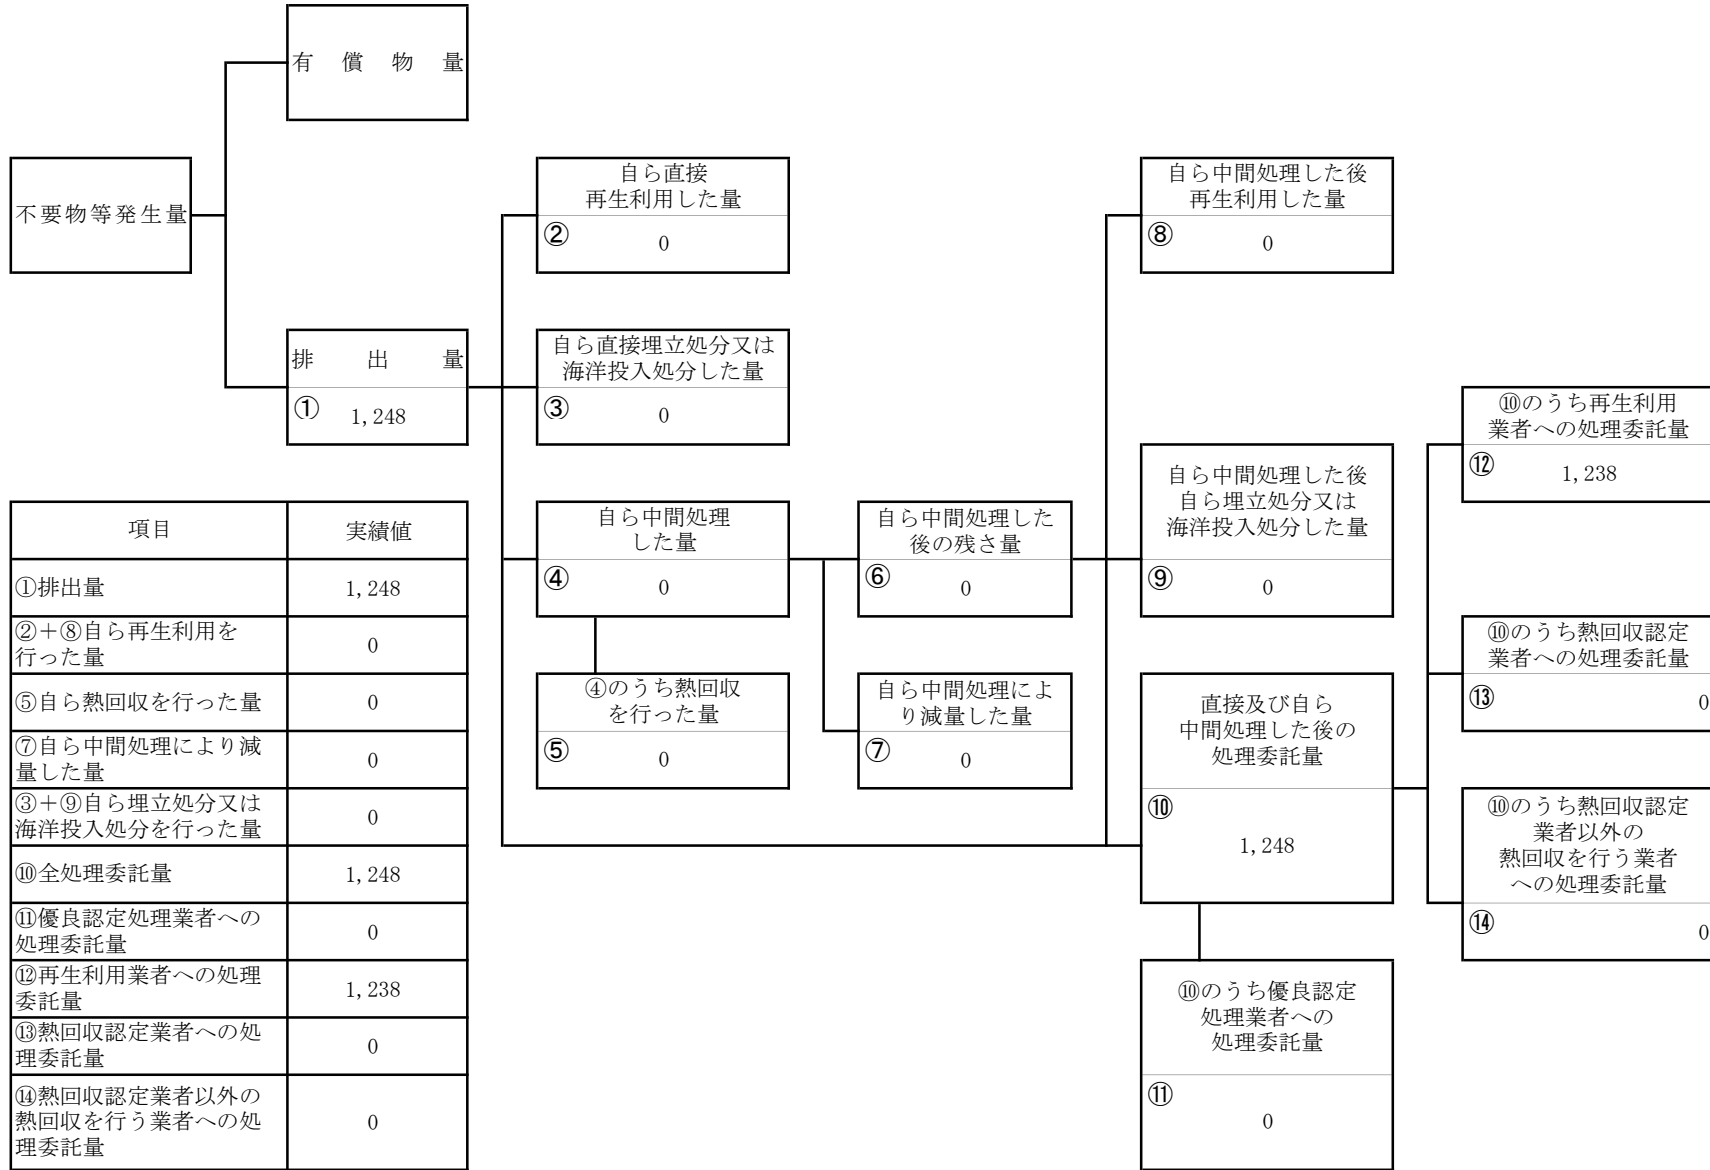 有償物量
不要物等発生量
排出量
① 1,248
自ら直接
再生利用した量
② 0
自ら直接埋立処分又は
海洋投入処分した量
③ 0
自ら中間処理
した量
④ 0
④のうち熱回収
を行った量
⑤ 0
自ら中間処理した
後の残さ量
⑥ 0
自ら中間処理によ
り減量した量
⑦ 0
自ら中間処理した後
再生利用した量
⑧ 0
自ら中間処理した後
自ら埋立処分又は
海洋投入処分した量
⑨ 0
直接及び自ら
中間処理した後の
処理委託量
⑩
1,248
⑩のうち優良認定
処理業者への
処理委託量
⑪
0
⑩のうち再生利用
業者への処理委託量
⑫ 1,238
⑩のうち熱回収認定
業者への処理委託量
⑬ 0
⑩のうち熱回収認定
業者以外の
熱回収を行う業者
への処理委託量
⑭ 0
項目 実績値
①排出量 1,248
②＋⑧自ら再生利用を
行った量 0
⑤自ら熱回収を行った量 0
⑦自ら中間処理により減
量した量 0
③＋⑨自ら埋立処分又は
海洋投入処分を行った量 0
⑩全処理委託量 1,248
⑪優良認定処理業者への
処理委託量 0
⑫再生利用業者への処理
委託量 1,238
⑬熱回収認定業者への処
理委託量 0
⑭熱回収認定業者以外の
熱回収を行う業者への処
理委託量 0